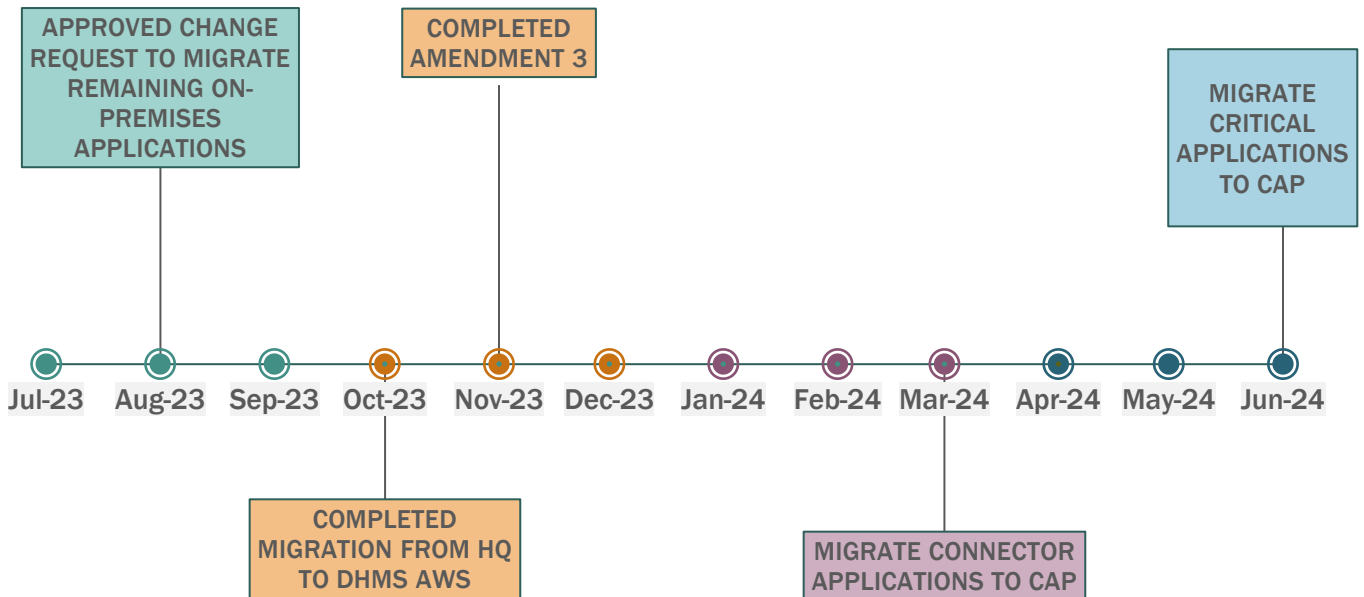 APPROVED CHANGE
REQUEST TO MIGRATE
REMAINING ON-
PREMISES
APPLICATIONS
COMPLETED
AMENDMENT 3
MIGRATE
CRITICAL
APPLICATIONS
TO CAP
Jul-23 Aug-23 Sep-23 Oct-23 Nov-23 Dec-23 Jan-24 Feb-24 Mar-24 Apr-24 May-24 Jun-24
COMPLETED
MIGRATION FROM HQ
TO DHMS AWS
MIGRATE CONNECTOR
APPLICATIONS TO CAP